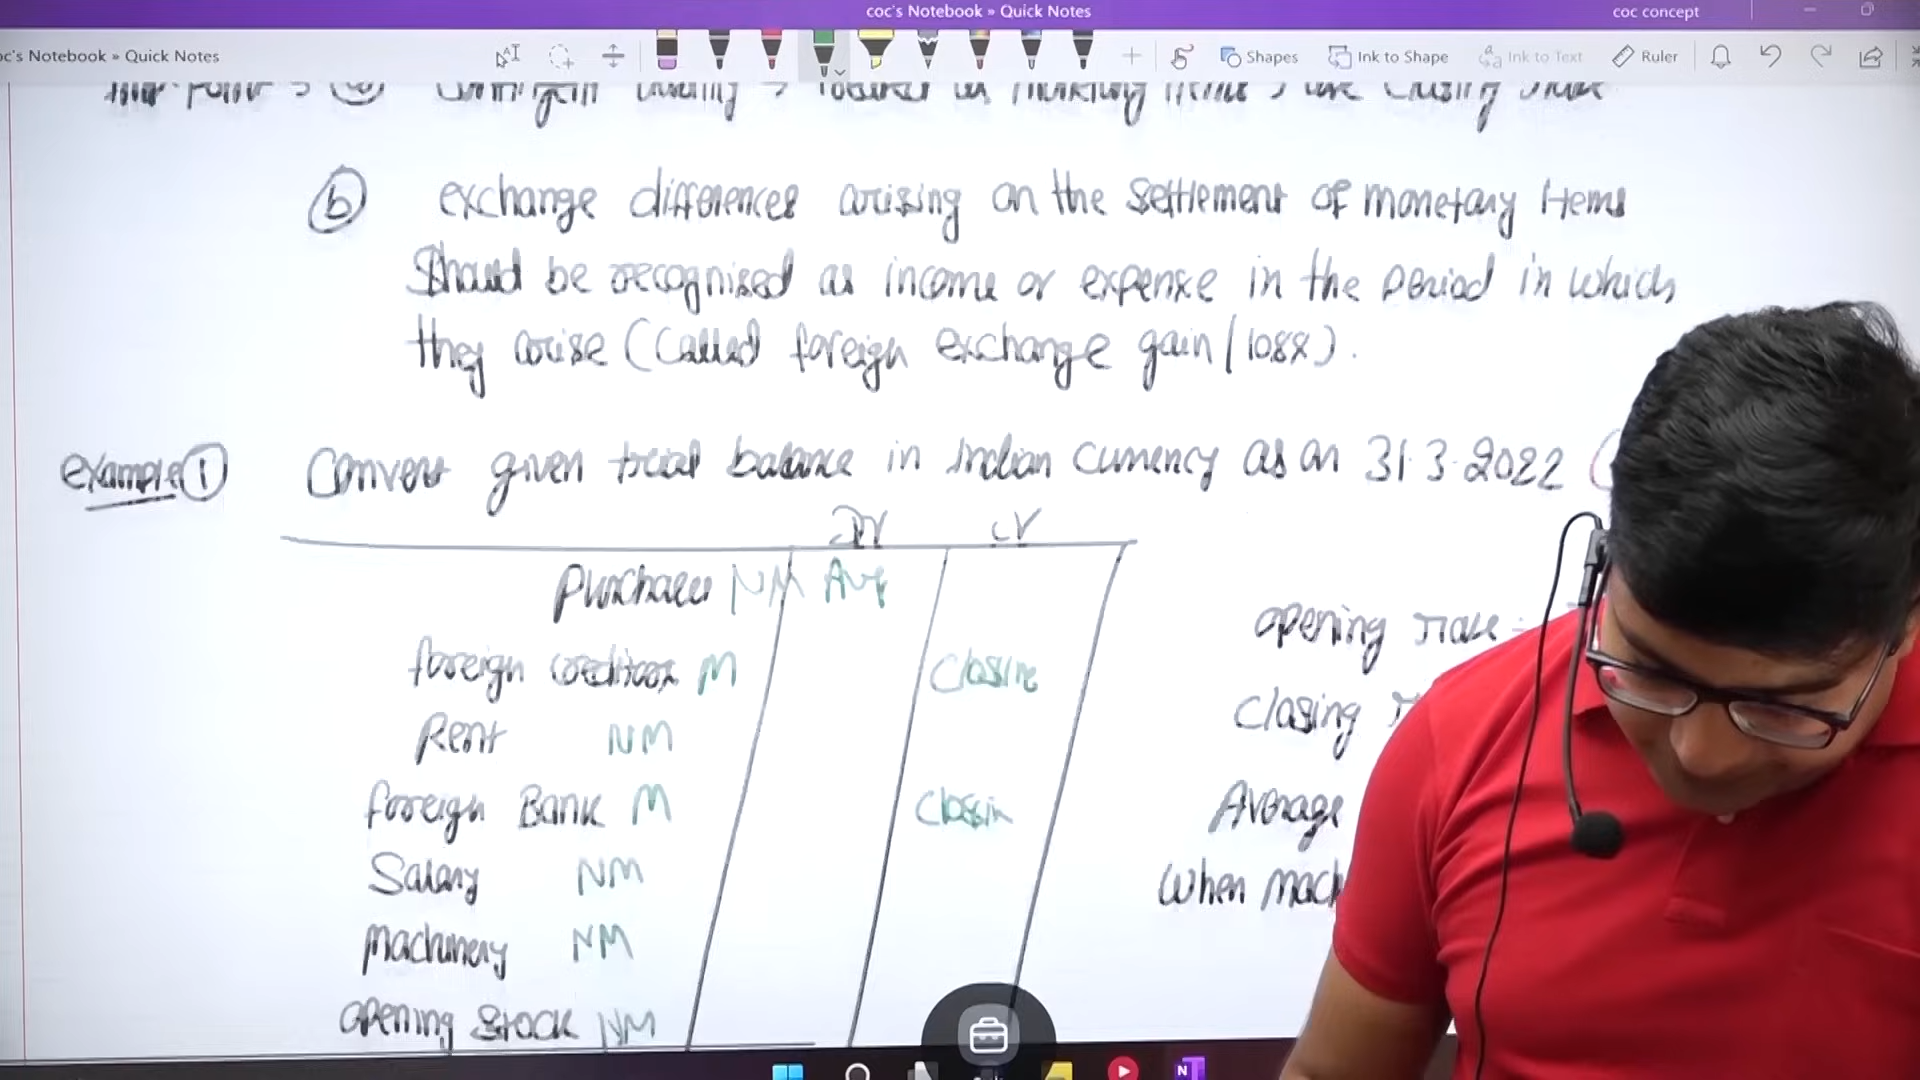 coc's Notebook » Quick Notes
coc concept
oc's Notebook » Quick Notes
Shapes
Ink to Shape
Ink to Text
Ruler
b exchange differences arising on the settlement of monetary items
Should be recognised as income or expense in the period in which
they arise (called foreign exchange gain/loss).
example 1 Convert given trial balance in Indian currency as on 31.3.2022 (
Dr Cr
Purchases NM Avg
foreign creditors M Closing
Rent NM
foreign Bank M Closin
Salary NM
Machinery NM
opening Stock NM
opening rate =
closing
Average
When mach